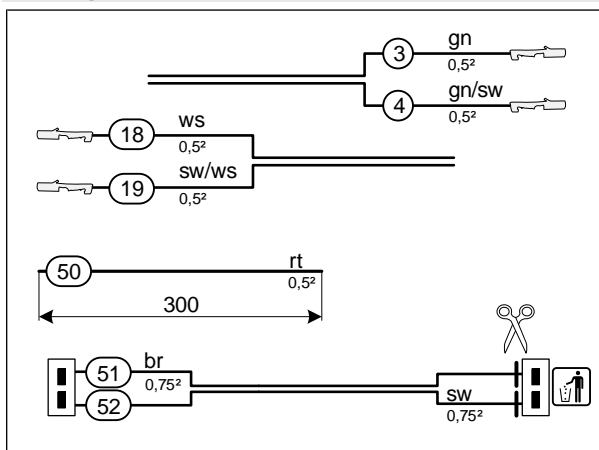 3 gn
0,5²
4 gn/sw
0,5²
18 ws
0,5²
19 sw/ws
0,5²
50 rt
0,5²
300
51 br
0,75²
52 sw
0,75²